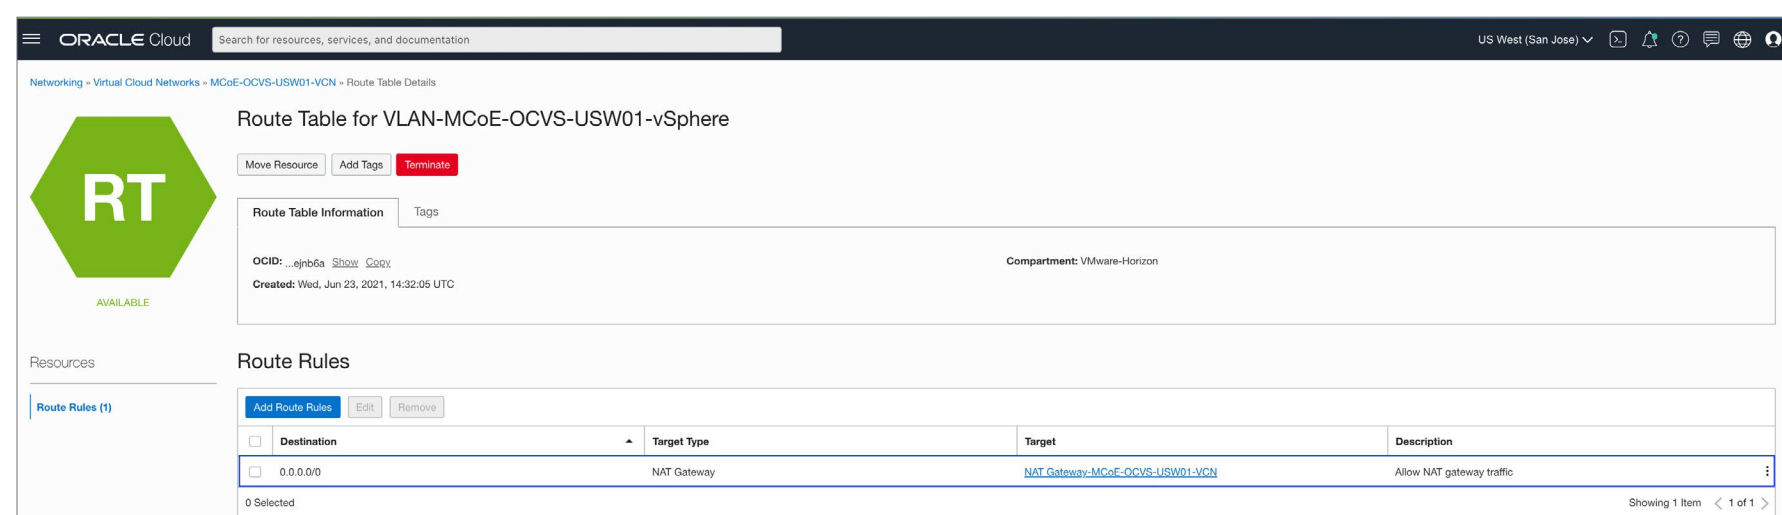 ORACLE Cloud Search for resources, services, and documentation US West (San Jose)
Networking » Virtual Cloud Networks » MCoE-OCVS-USW01-VCN » Route Table Details
RT
AVAILABLE
Route Table for VLAN-MCoE-OCVS-USW01-vSphere
Move Resource Add Tags Terminate
Route Table Information Tags
OCID: ...ejnb6a Show Copy Compartment: VMware-Horizon
Created: Wed, Jun 23, 2021, 14:32:05 UTC
Resources
Route Rules (1)
Route Rules
Add Route Rules Edit Remove
Destination Target Type Target Description
0.0.0.0/0 NAT Gateway NAT Gateway-MCoE-OCVS-USW01-VCN Allow NAT gateway traffic
0 Selected Showing 1 Item < 1 of 1 >